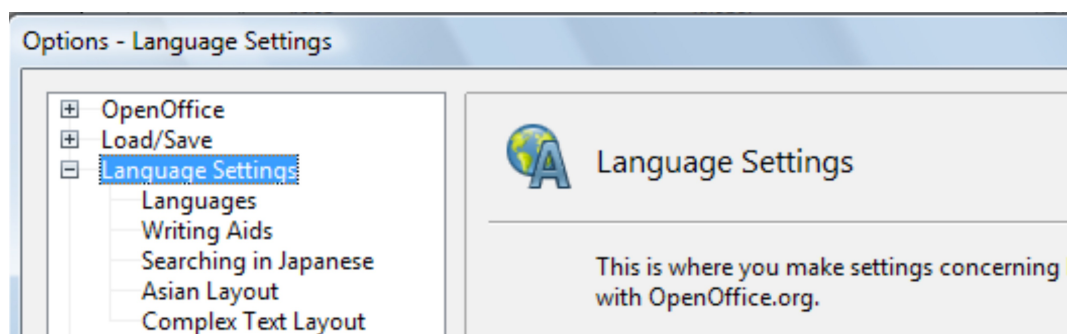 Options - Language Settings
OpenOffice
Load/Save
Language Settings
Languages
Writing Aids
Searching in Japanese
Asian Layout
Complex Text Layout
Language Settings
This is where you make settings concerning
with OpenOffice.org.